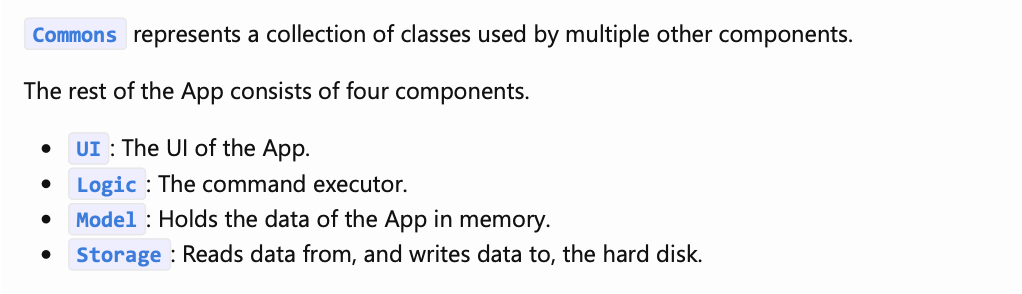 Commons represents a collection of classes used by multiple other components.
The rest of the App consists of four components.
• UI: The UI of the App.
• Logic: The command executor.
• Model: Holds the data of the App in memory.
• Storage: Reads data from, and writes data to, the hard disk.